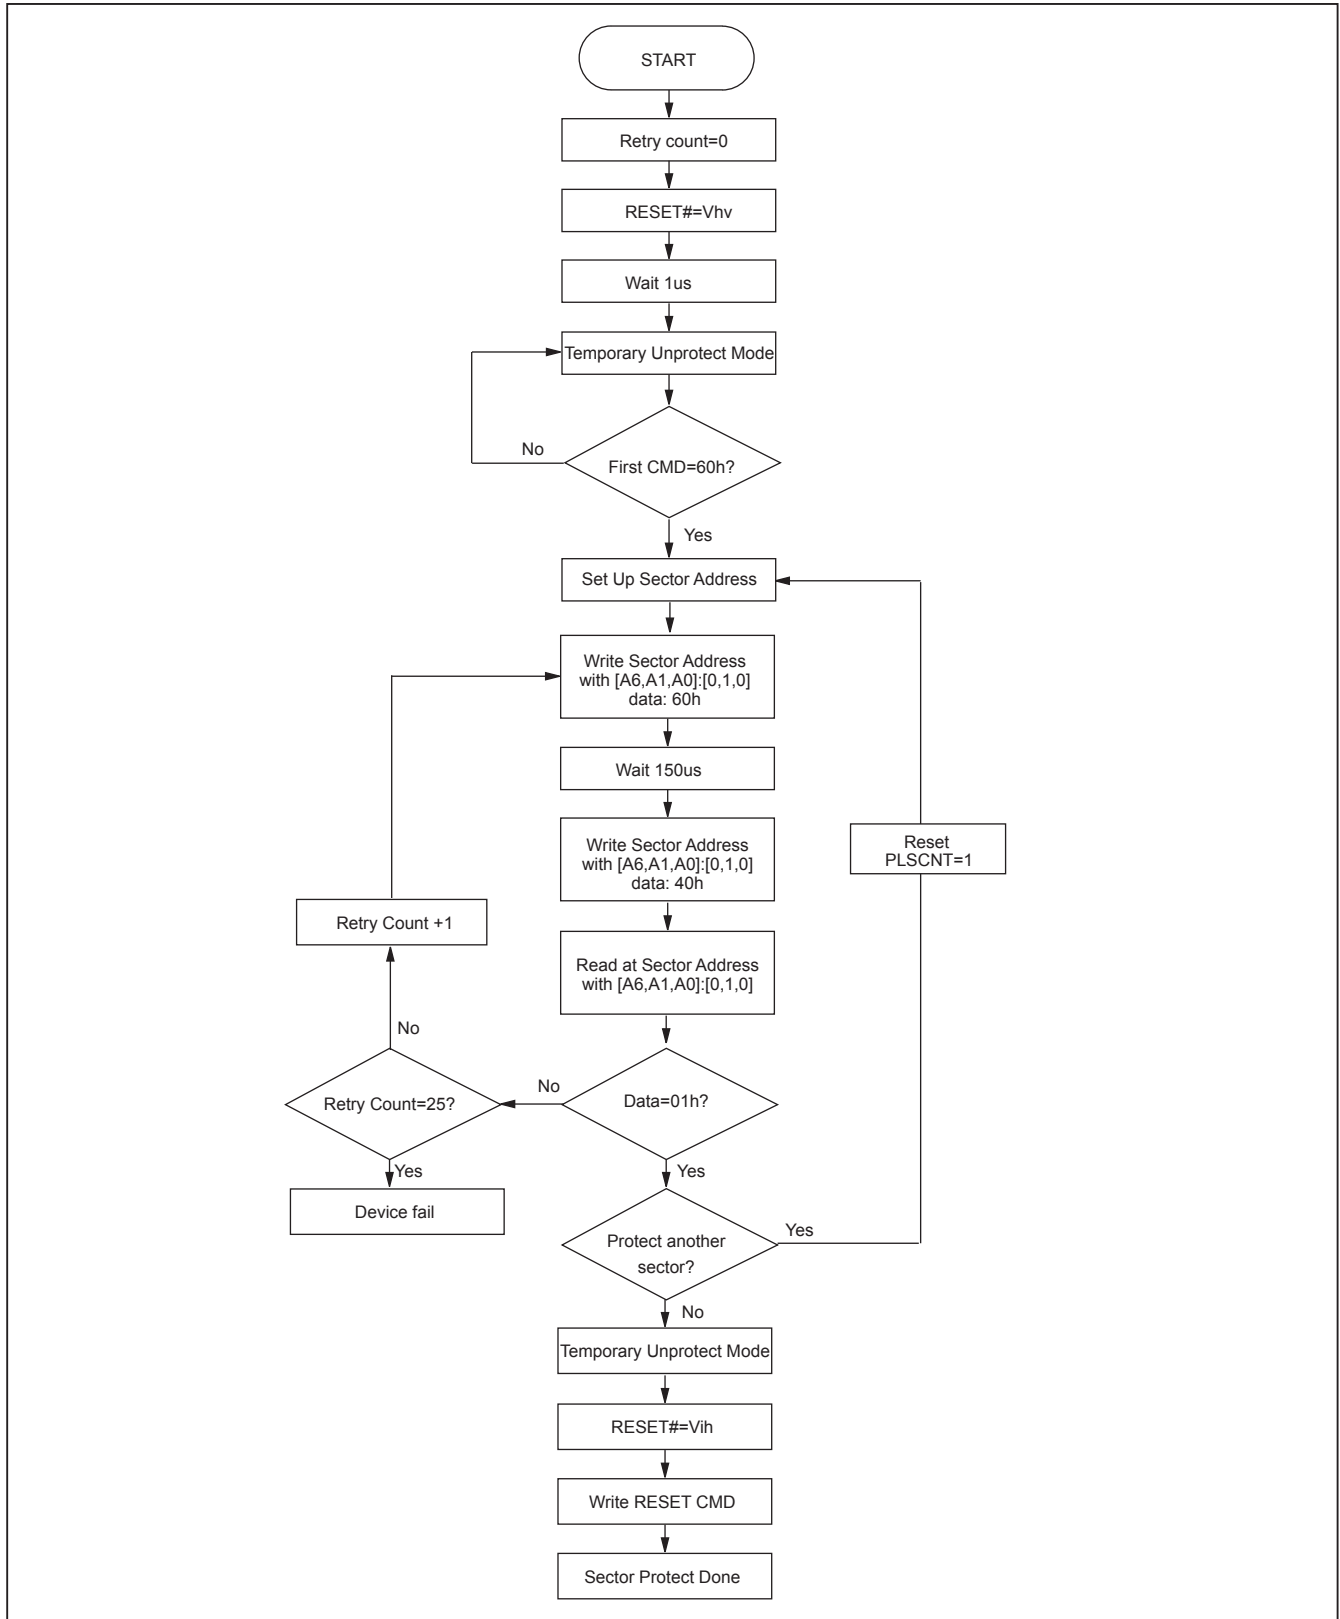 START
Retry count=0
RESET#=Vhv
Wait 1us
Temporary Unprotect Mode
No
First CMD=60h?
Yes
Set Up Sector Address
Write Sector Address
with [A6,A1,A0]:[0,1,0]
data: 60h
Wait 150us
Write Sector Address
with [A6,A1,A0]:[0,1,0]
data: 40h
Reset
PLSCNT=1
Retry Count +1
Read at Sector Address
with [A6,A1,A0]:[0,1,0]
No
No
Retry Count=25?
Data=01h?
Yes
Yes
Device fail
Yes
Protect another
sector?
No
Temporary Unprotect Mode
RESET#=Vih
Write RESET CMD
Sector Protect Done